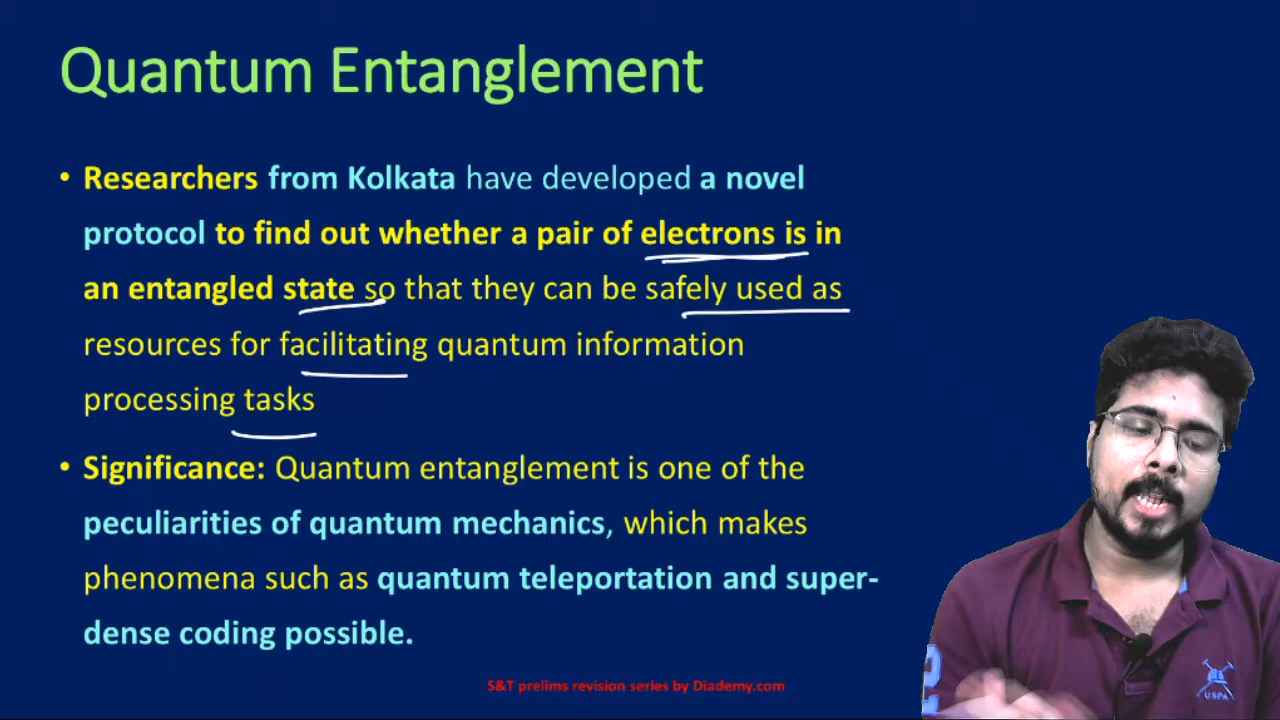 Quantum Entanglement
• Researchers from Kolkata have developed a novel
protocol to find out whether a pair of electrons is in
an entangled state so that they can be safely used as
resources for facilitating quantum information
processing tasks
• Significance: Quantum entanglement is one of the
peculiarities of quantum mechanics, which makes
phenomena such as quantum teleportation and super-
dense coding possible.
S&T prelims revision series by Diademy.com
2
USPA